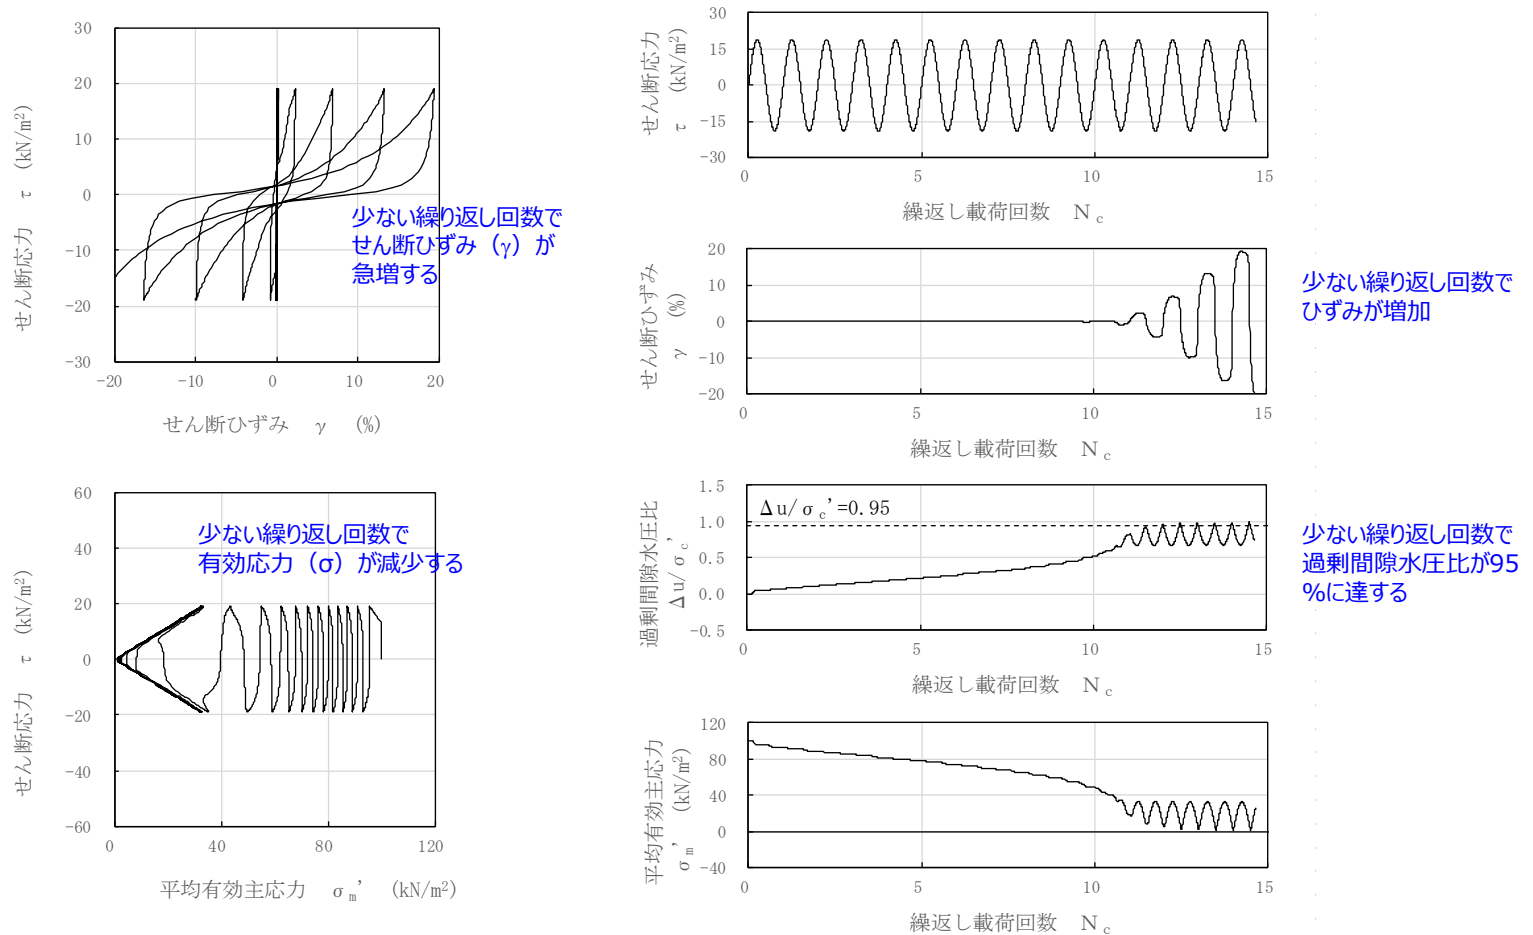 30
20
10
0
-10
-20
-30
せん断応力 τ (kN/m²)
-20 -10 0 10 20
せん断ひずみ γ (%)
少ない繰り返し回数で
せん断ひずみ（γ）が
急増する
60
40
20
0
-20
-40
-60
せん断応力 τ (kN/m²)
0 40 80 120
平均有効主応力 σm' (kN/m²)
少ない繰り返し回数で
有効応力（σ）が減少する
30
15
0
-15
-30
せん断応力
τ (kN/m²)
0 5 10 15
繰返し載荷回数 Nc
20
10
0
-10
-20
せん断ひずみ
γ (%)
0 5 10 15
繰返し載荷回数 Nc
少ない繰り返し回数で
ひずみが増加
1.5
1.0
0.5
0.0
-0.5
過剰間隙水圧比
Δu/σc'
Δu/σc'=0.95
0 5 10 15
繰返し載荷回数 Nc
少ない繰り返し回数で
過剰間隙水圧比が95
%に達する
120
80
40
0
-40
平均有効主応力
σm' (kN/m²)
0 5 10 15
繰返し載荷回数 Nc